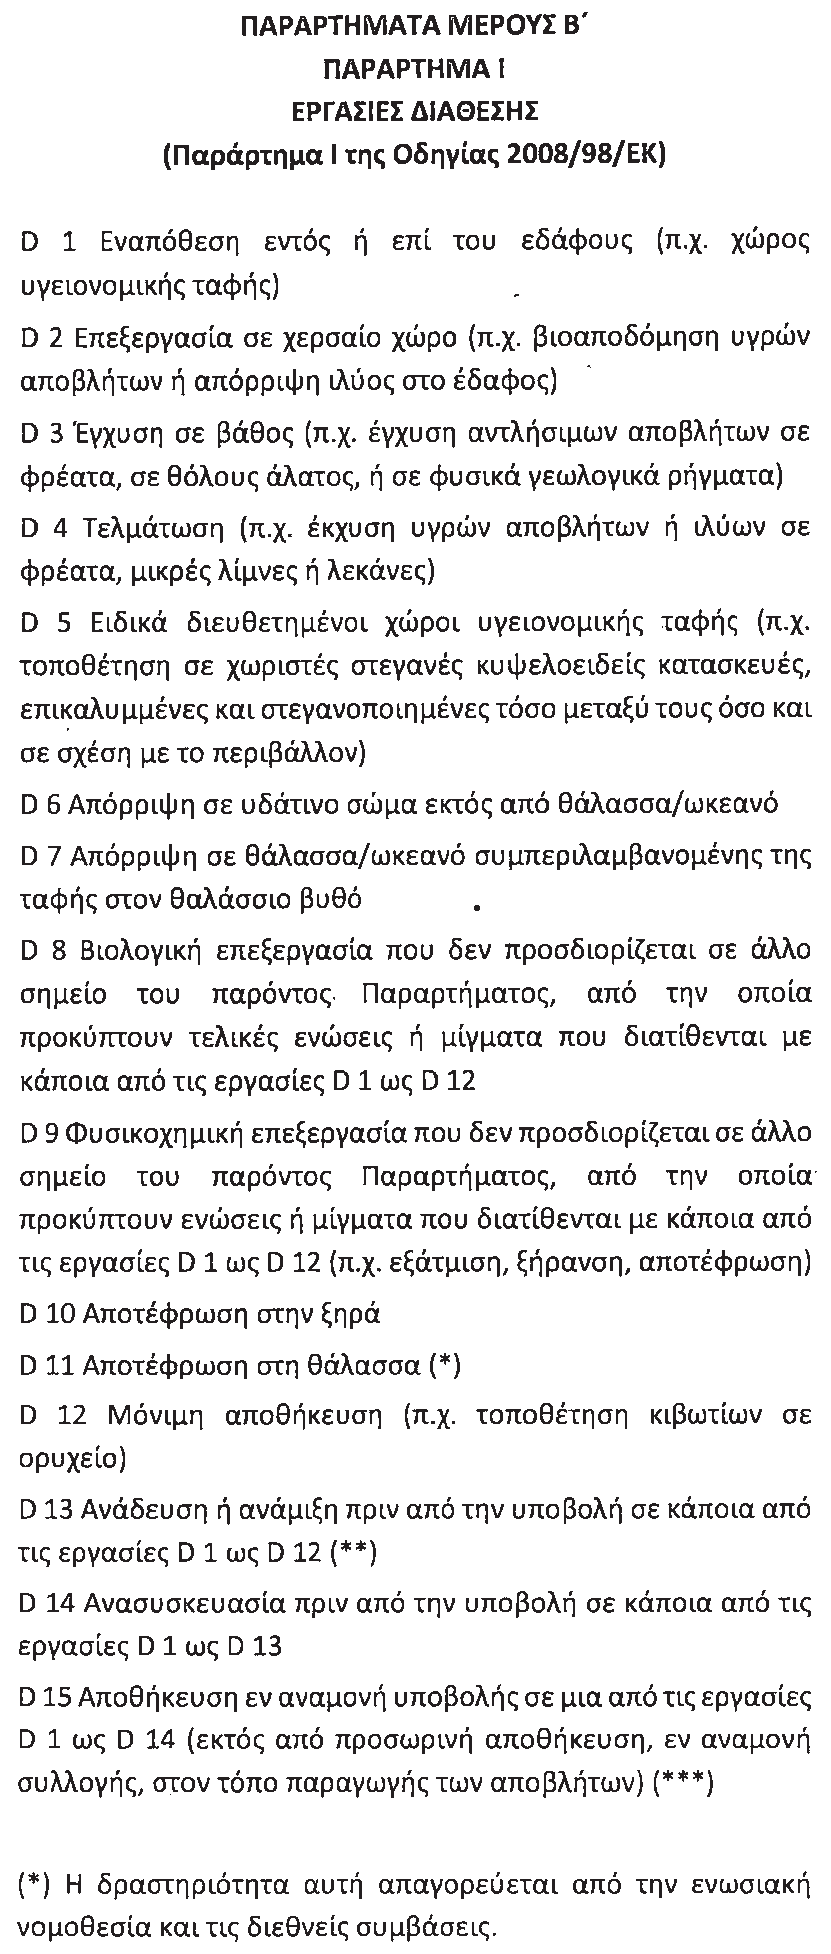 ΠΑΡΑΡΤΗΜΑΤΑ ΜΕΡΟΥΣ Β΄
ΠΑΡΑΡΤΗΜΑ Ι
ΕΡΓΑΣΙΕΣ ΔΙΑΘΕΣΗΣ
(Παράρτημα Ι της Οδηγίας 2008/98/ΕΚ)
D 1 Εναπόθεση εντός ή επί του εδάφους (π.χ. χώρος
υγειονομικής ταφής)
D 2 Επεξεργασία σε χερσαίο χώρο (π.χ. βιοαποδόμηση υγρών
αποβλήτων ή απόρριψη ιλύος στο έδαφος)
D 3 Έγχυση σε βάθος (π.χ. έγχυση αντλήσιμων αποβλήτων σε
φρέατα, σε θόλους άλατος, ή σε φυσικά γεωλογικά ρήγματα)
D 4 Τελμάτωση (π.χ. έκχυση υγρών αποβλήτων ή ιλύων σε
φρέατα, μικρές λίμνες ή λεκάνες)
D 5 Ειδικά διευθετημένοι χώροι υγειονομικής ταφής (π.χ.
τοποθέτηση σε χωριστές στεγανές κυψελοειδείς κατασκευές,
επικαλυμμένες και στεγανοποιημένες τόσο μεταξύ τους όσο και
σε σχέση με το περιβάλλον)
D 6 Απόρριψη σε υδάτινο σώμα εκτός από θάλασσα/ωκεανό
D 7 Απόρριψη σε θάλασσα/ωκεανό συμπεριλαμβανομένης της
ταφής στον θαλάσσιο βυθό
D 8 Βιολογική επεξεργασία που δεν προσδιορίζεται σε άλλο
σημείο του παρόντος Παραρτήματος, από την οποία
προκύπτουν τελικές ενώσεις ή μίγματα που διατίθενται με
κάποια από τις εργασίες D 1 ως D 12
D 9 Φυσικοχημική επεξεργασία που δεν προσδιορίζεται σε άλλο
σημείο του παρόντος Παραρτήματος, από την οποία
προκύπτουν ενώσεις ή μίγματα που διατίθενται με κάποια από
τις εργασίες D 1 ως D 12 (π.χ. εξάτμιση, ξήρανση, αποτέφρωση)
D 10 Αποτέφρωση στην ξηρά
D 11 Αποτέφρωση στη θάλασσα (*)
D 12 Μόνιμη αποθήκευση (π.χ. τοποθέτηση κιβωτίων σε
ορυχείο)
D 13 Ανάδευση ή ανάμιξη πριν από την υποβολή σε κάποια από
τις εργασίες D 1 ως D 12 (**)
D 14 Ανασυσκευασία πριν από την υποβολή σε κάποια από τις
εργασίες D 1 ως D 13
D 15 Αποθήκευση εν αναμονή υποβολής σε μια από τις εργασίες
D 1 ως D 14 (εκτός από προσωρινή αποθήκευση, εν αναμονή
συλλογής, στον τόπο παραγωγής των αποβλήτων) (***)
(*) Η δραστηριότητα αυτή απαγορεύεται από την ενωσιακή
νομοθεσία και τις διεθνείς συμβάσεις.